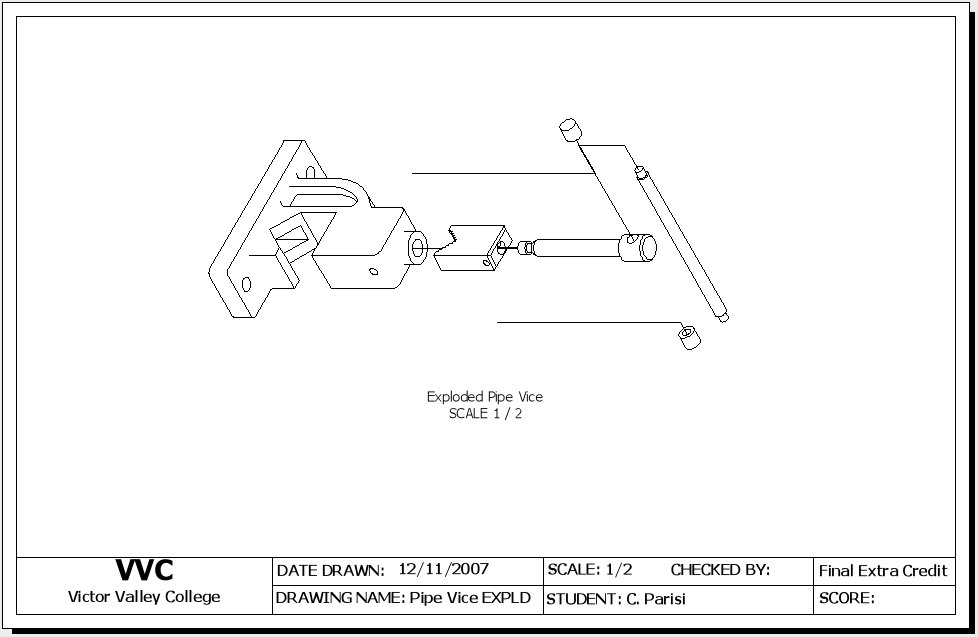 Exploded Pipe Vice
SCALE 1 / 2
VVC
Victor Valley College
DATE DRAWN: 12/11/2007
DRAWING NAME: Pipe Vice EXPLD
SCALE: 1/2 CHECKED BY:
STUDENT: C. Parisi
Final Extra Credit
SCORE: